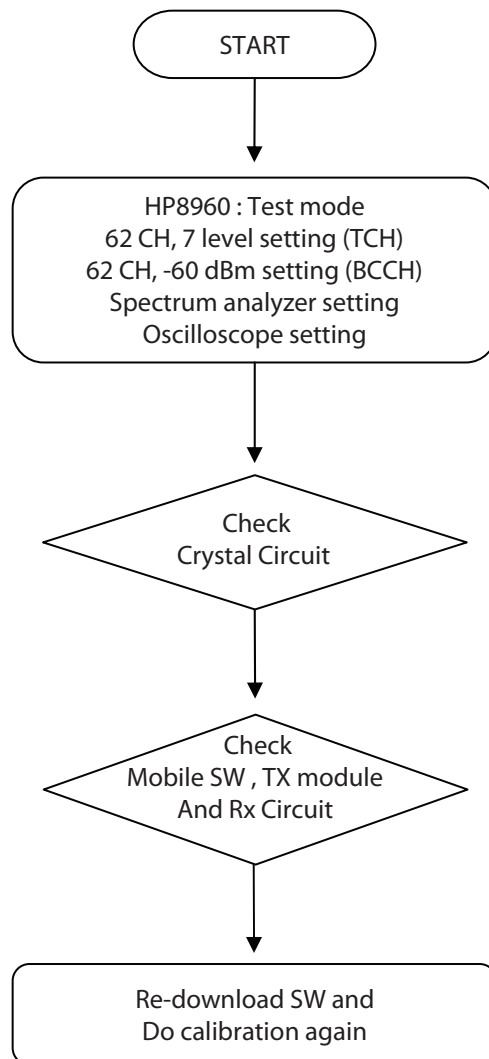 START
HP8960 : Test mode
62 CH, 7 level setting (TCH)
62 CH, -60 dBm setting (BCCH)
Spectrum analyzer setting
Oscilloscope setting
Check
Crystal Circuit
Check
Mobile SW , TX module
And Rx Circuit
Re-download SW and
Do calibration again